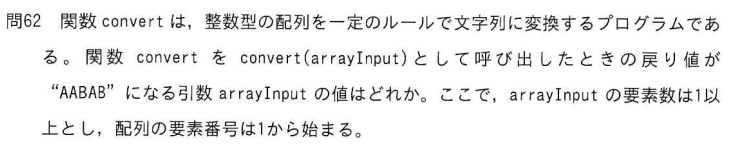 問62 関数 convert は，整数型の配列を一定のルールで文字列に変換するプログラムであ
る。関数 convert を convert(arrayInput)として呼び出したときの戻り値が
“AABAB”になる引数 arrayInput の値はどれか。ここで，arrayInput の要素数は1以
上とし，配列の要素番号は1から始まる。